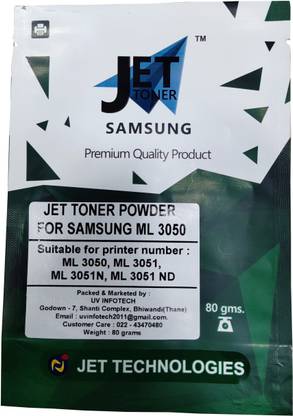 JET
TM
TONER
SAMSUNG
Premium Quality Product
JET TONER POWDER
FOR SAMSUNG ML 3050
Suitable for printer number :
ML 3050, ML 3051,
ML 3051N, ML 3051 ND
Packed & Marketed by :
UV INFOTECH
Godown - 7, Shanti Complex, Bhiwandi(Thane)
Email : uvinfotech2011@gmail.com.
Customer Care : 022 - 43470480
Weight : 80 grams
80 gms.
JET TECHNOLOGIES